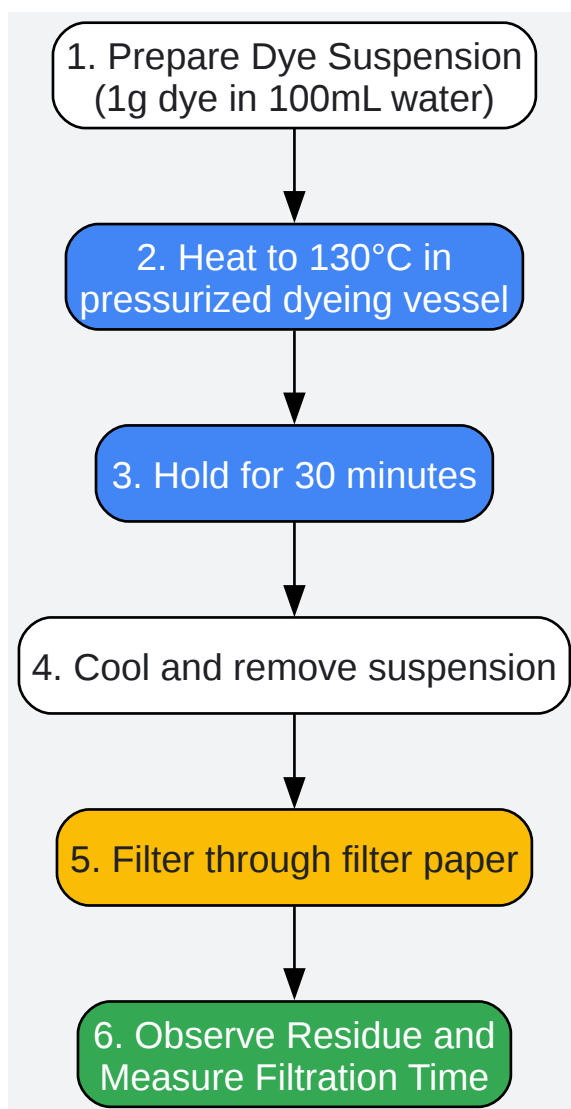 1. Prepare Dye Suspension
(1g dye in 100mL water)
2. Heat to 130°C in
pressurized dyeing vessel
3. Hold for 30 minutes
4. Cool and remove suspension
5. Filter through filter paper
6. Observe Residue and
Measure Filtration Time